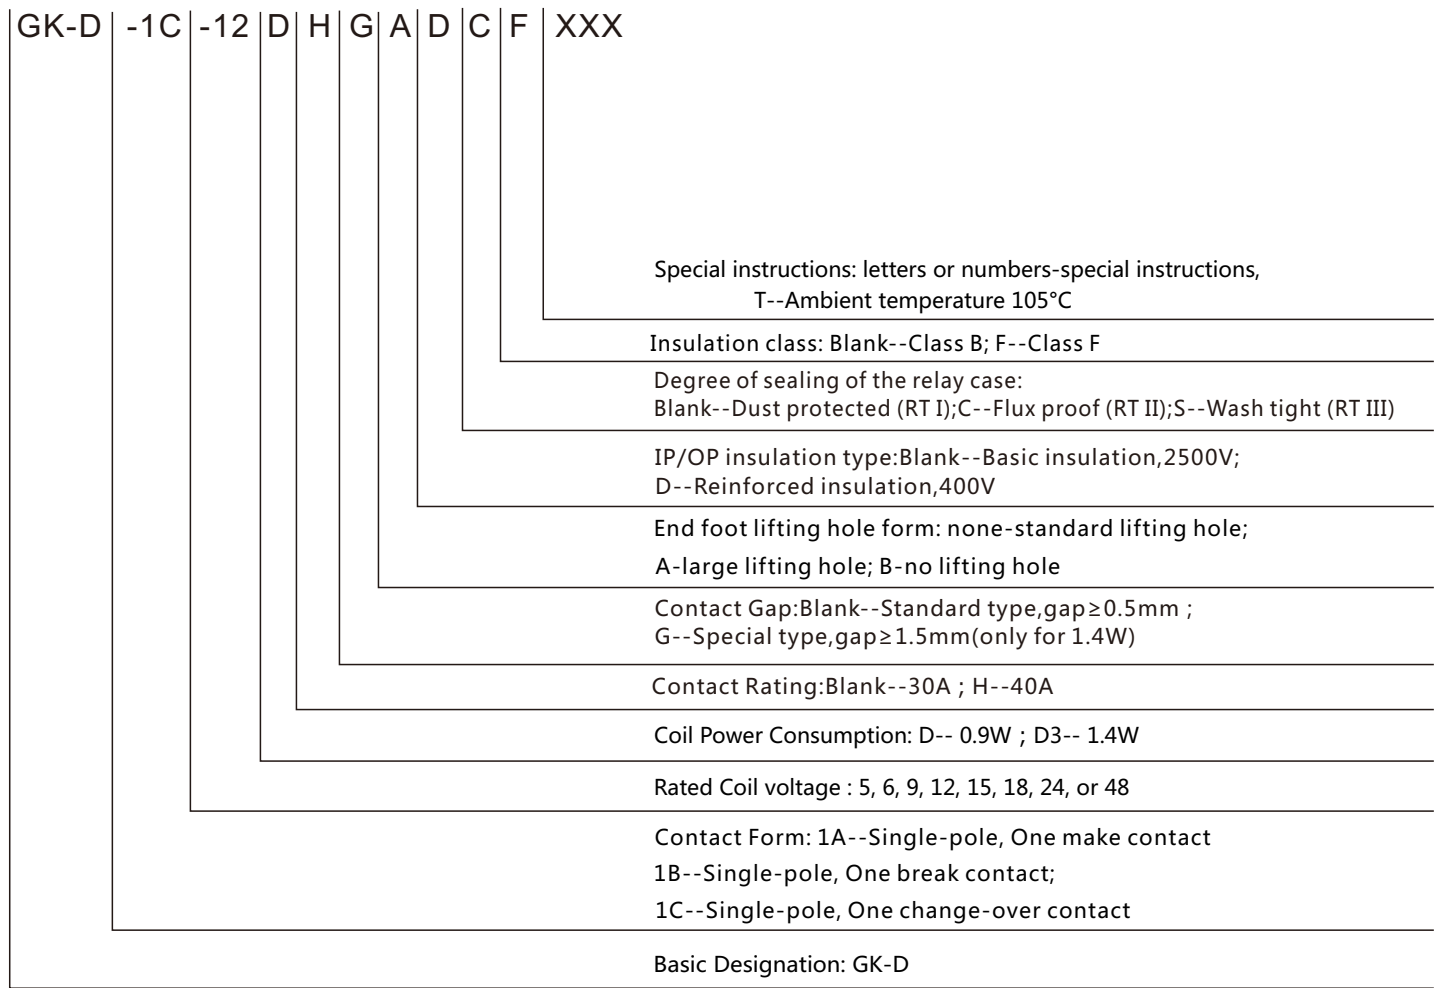 GK-D -1C -12 D H G A D C F XXX
Special instructions: letters or numbers-special instructions,
T--Ambient temperature 105°C
Insulation class: Blank--Class B; F--Class F
Degree of sealing of the relay case:
Blank--Dust protected (RT I);C--Flux proof (RT II);S--Wash tight (RT III)
IP/OP insulation type:Blank--Basic insulation,2500V;
D--Reinforced insulation,400V
End foot lifting hole form: none-standard lifting hole;
A-large lifting hole; B-no lifting hole
Contact Gap:Blank--Standard type,gap≥0.5mm ;
G--Special type,gap≥1.5mm(only for 1.4W)
Contact Rating:Blank--30A ; H--40A
Coil Power Consumption: D-- 0.9W ; D3-- 1.4W
Rated Coil voltage : 5, 6, 9, 12, 15, 18, 24, or 48
Contact Form: 1A--Single-pole, One make contact
1B--Single-pole, One break contact;
1C--Single-pole, One change-over contact
Basic Designation: GK-D